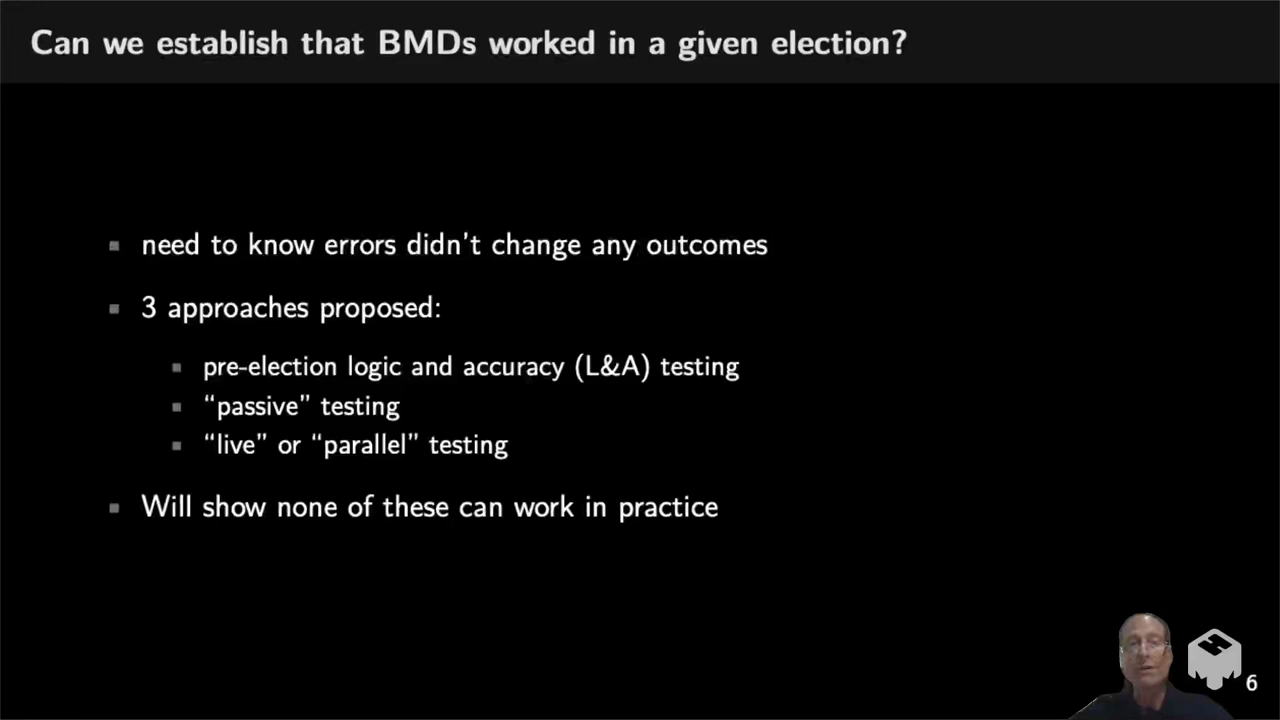 Can we establish that BMDs worked in a given election?
need to know errors didn't change any outcomes
3 approaches proposed:
pre-election logic and accuracy (L&A) testing
“passive” testing
“live” or “parallel” testing
Will show none of these can work in practice
6